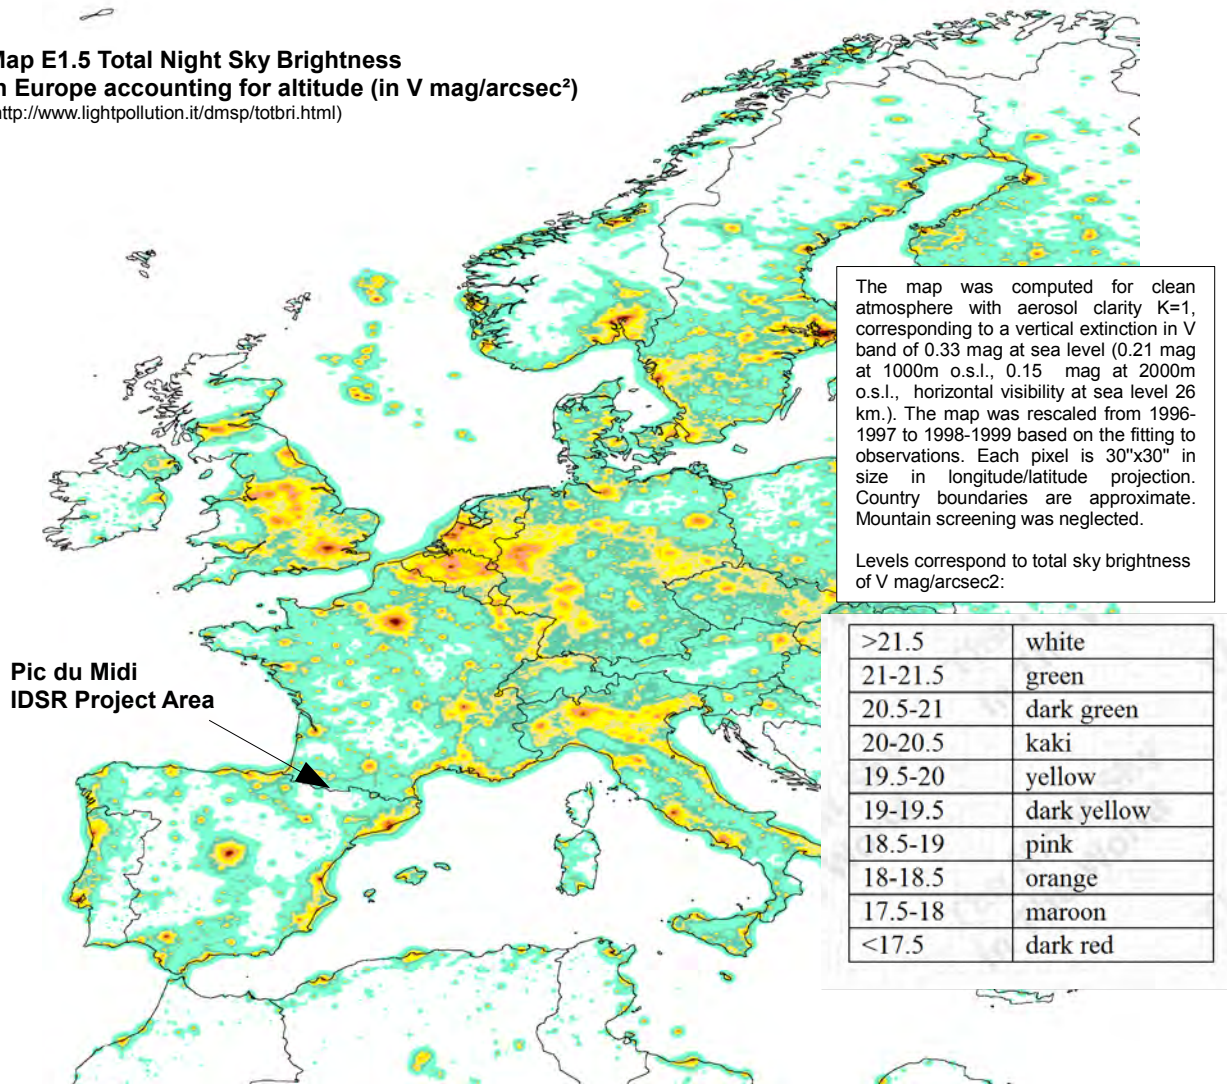 Map E1.5 Total Night Sky Brightness
n Europe accounting for altitude (in V mag/arcsec²)
http://www.lightpollution.it/dmsp/totbri.html)
The map was computed for clean
atmosphere with aerosol clarity K=1,
corresponding to a vertical extinction in V
band of 0.33 mag at sea level (0.21 mag
at 1000m o.s.l., 0.15 mag at 2000m
o.s.l., horizontal visibility at sea level 26
km.). The map was rescaled from 1996-
1997 to 1998-1999 based on the fitting to
observations. Each pixel is 30"x30" in
size in longitude/latitude projection.
Country boundaries are approximate.
Mountain screening was neglected.
Levels correspond to total sky brightness
of V mag/arcsec2:
>21.5 white
21-21.5 green
20.5-21 dark green
20-20.5 kaki
19.5-20 yellow
19-19.5 dark yellow
18.5-19 pink
18-18.5 orange
17.5-18 maroon
<17.5 dark red
Pic du Midi
IDSR Project Area